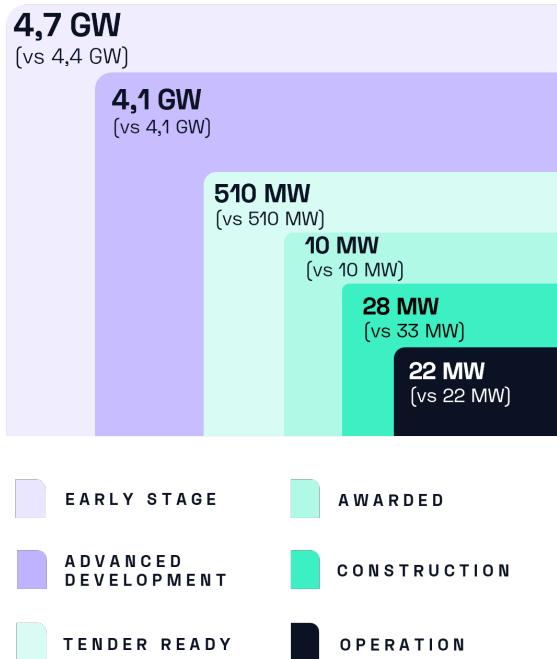 4,7 GW
(vs 4,4 GW)
4,1 GW
(vs 4,1 GW)
510 MW
(vs 510 MW)
10 MW
(vs 10 MW)
28 MW
(vs 33 MW)
22 MW
(vs 22 MW)
EARLY STAGE
AWARDED
ADVANCED
DEVELOPMENT
CONSTRUCTION
TENDER READY
OPERATION